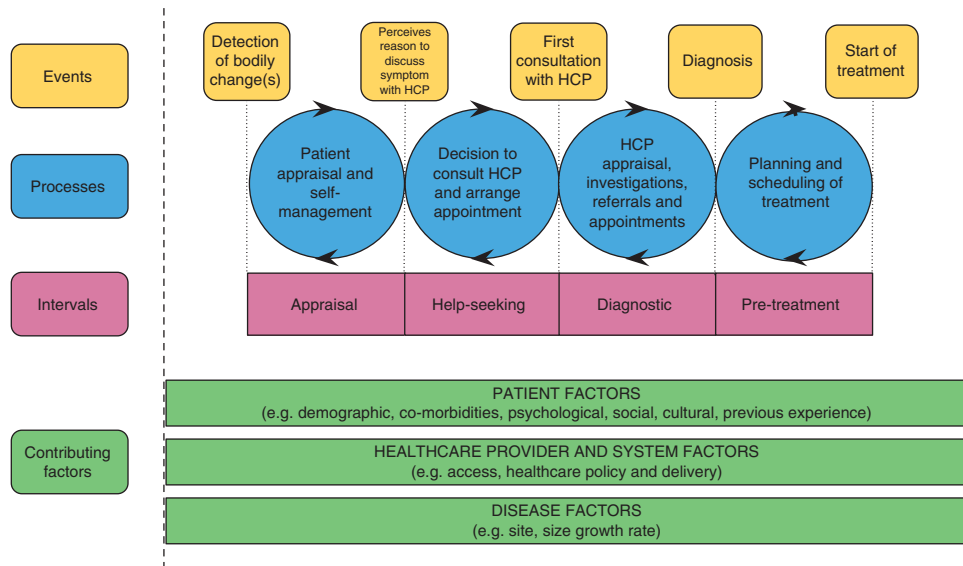 Events
Detection
of bodily
change(s)
Perceives
reason to
discuss
symptom
with HCP
First
consultation
with HCP
Diagnosis
Start of
treatment
Processes
Patient
appraisal and
self-
management
Decision to
consult HCP
and arrange
appointment
HCP
appraisal,
investigations,
referrals and
appointments
Planning and
scheduling of
treatment
Intervals
Appraisal
Help-seeking
Diagnostic
Pre-treatment
Contributing
factors
PATIENT FACTORS
(e.g. demographic, co-morbidities, psychological, social, cultural, previous experience)
HEALTHCARE PROVIDER AND SYSTEM FACTORS
(e.g. access, healthcare policy and delivery)
DISEASE FACTORS
(e.g. site, size growth rate)